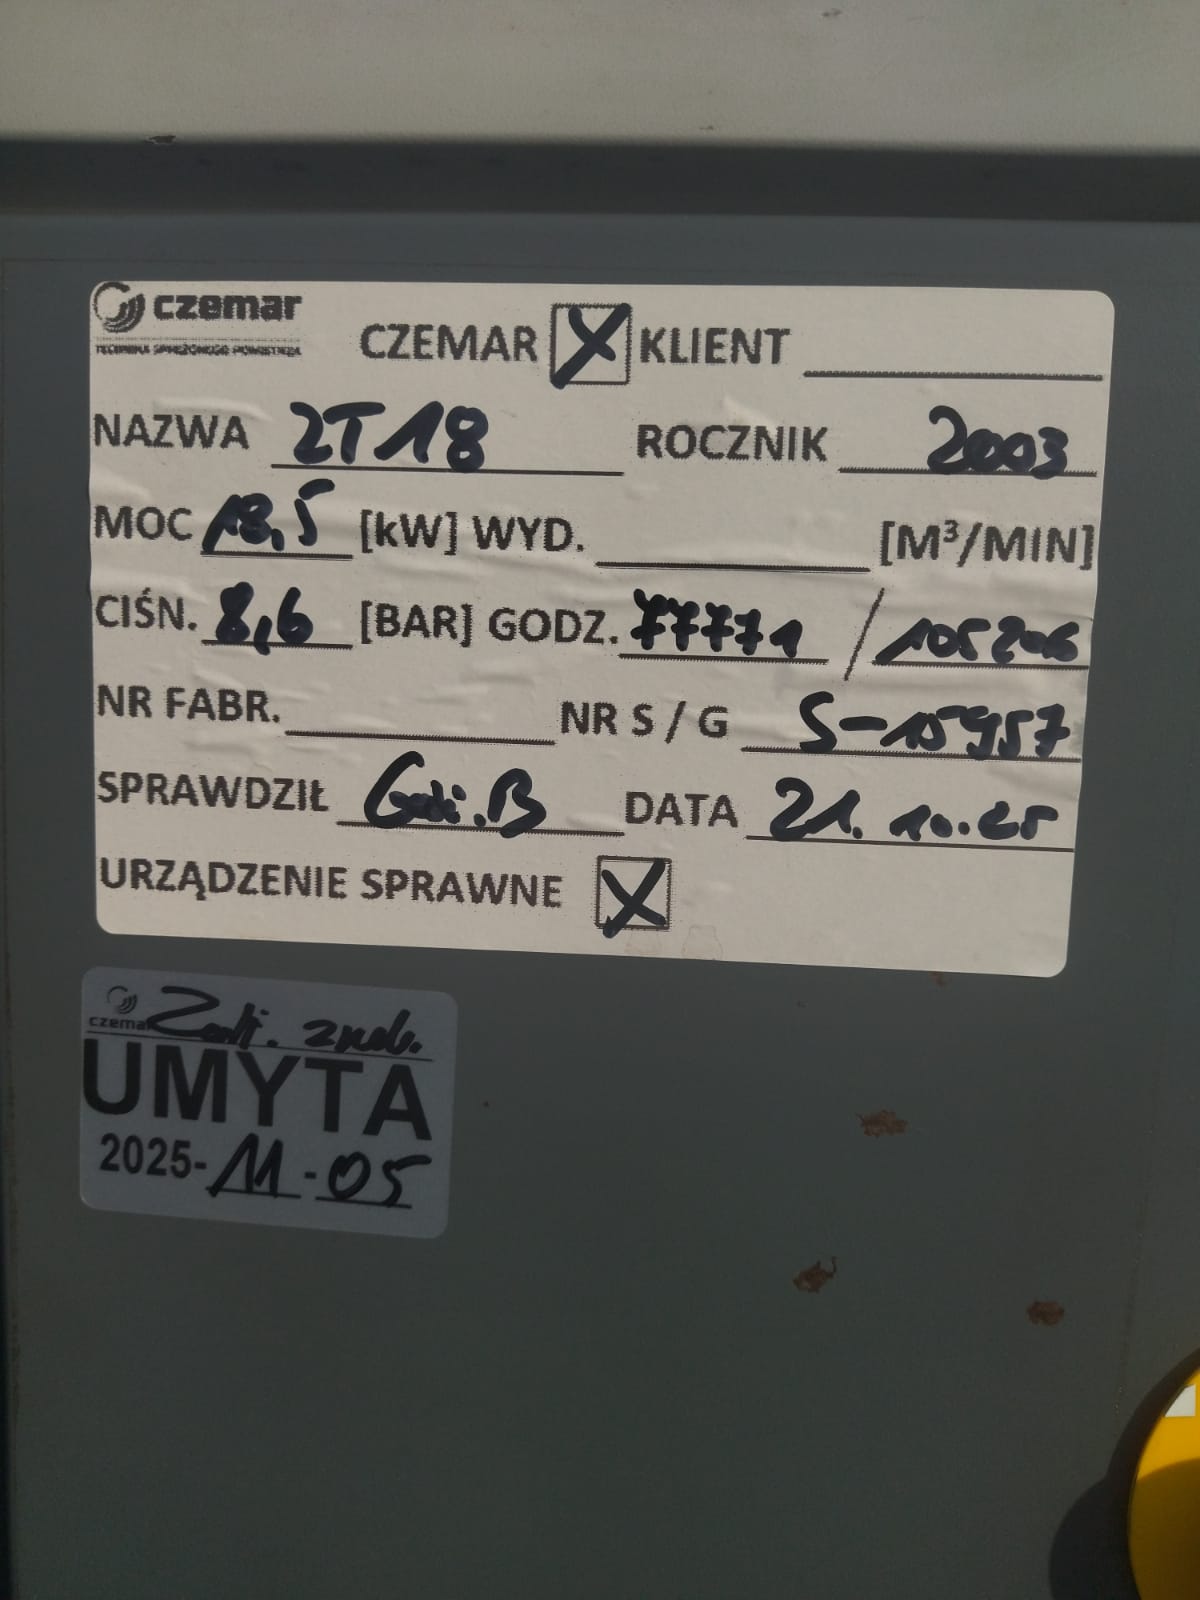 czemar
TECHNIKA SPRĘŻONEGO POWIETRZA
CZEMAR X KLIENT
NAZWA ZT18 ROCZNIK 2003
MOC 18,5 [kW] WYD. [M³/MIN]
CIŚN. 8,6 [BAR] GODZ. 77771 / 105206
NR FABR. NR S / G S-15957
SPRAWDZIŁ B DATA 21.10.25
URZĄDZENIE SPRAWNE X
czemar
UMYTA
2025-11-05